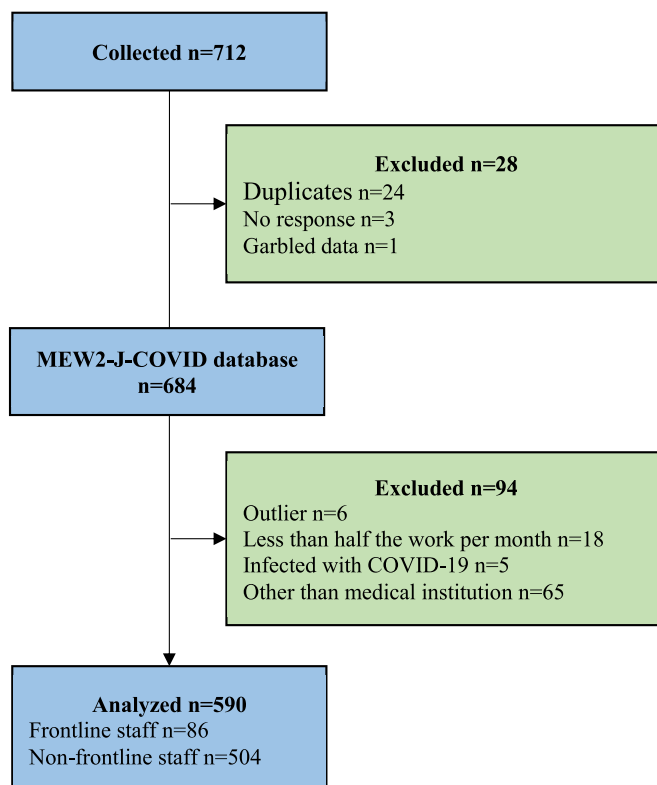 Collected n=712
Excluded n=28
Duplicates n=24
No response n=3
Garbled data n=1
MEW2-J-COVID database
n=684
Excluded n=94
Outlier n=6
Less than half the work per month n=18
Infected with COVID-19 n=5
Other than medical institution n=65
Analyzed n=590
Frontline staff n=86
Non-frontline staff n=504